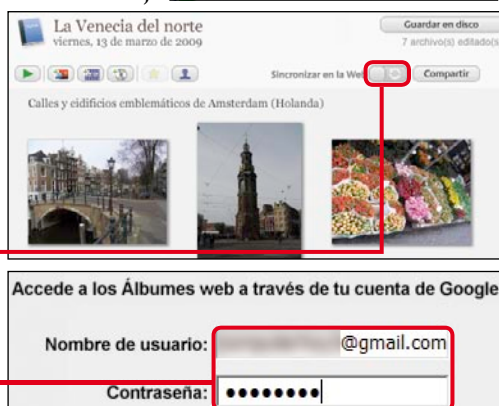 La Venecia del norte
viernes, 13 de marzo de 2009
Guardar en disco
7 archivo(s) editado(s
Sincronizar en la Web
Compartir
Calles y eidificios emblemáticos de Amsterdam (Holanda)
Accede a los Álbumes web a través de tu cuenta de Google
Nombre de usuario: @gmail.com
Contraseña: ●●●●●●●●